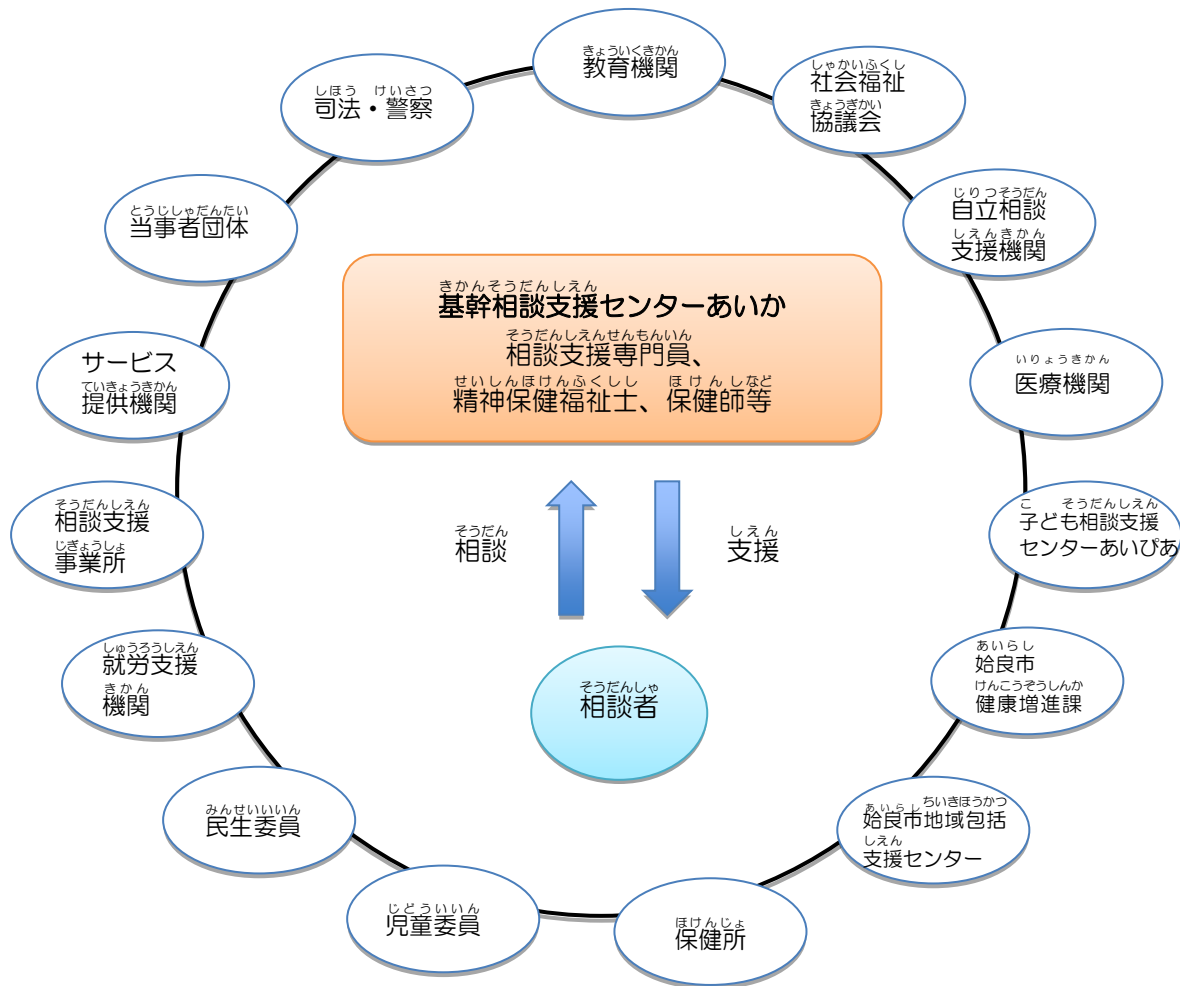 きょういくきかん
教育機関
しゃかいふくし
社会福祉
きょうぎかい
協議会
しほう　けいさつ
司法・警察
じりつそうだん
自立相談
しえんきかん
支援機関
とうじしゃだんたい
当事者団体
きかんそうだんしえん
基幹相談支援センターあいか
そうだんしえんせんもんいん
相談支援専門員、
せいしんほけんふくしし　ほけんしなど
精神保健福祉士、保健師等
サービス
ていきょうきかん
提供機関
いりょうきかん
医療機関
そうだんしえん
相談支援
じぎょうしょ
事業所
そうだん
相談
しえん
支援
こ　そうだんしえん
子ども相談支援
センターあいぴあ
しゅうろうしえん
就労支援
きかん
機関
そうだんしゃ
相談者
あいらし
姶良市
けんこうぞうしんか
健康増進課
みんせいいいん
民生委員
あいらしちいきほうかつ
姶良市地域包括
しえん
支援センター
じどういいん
児童委員
ほけんじょ
保健所